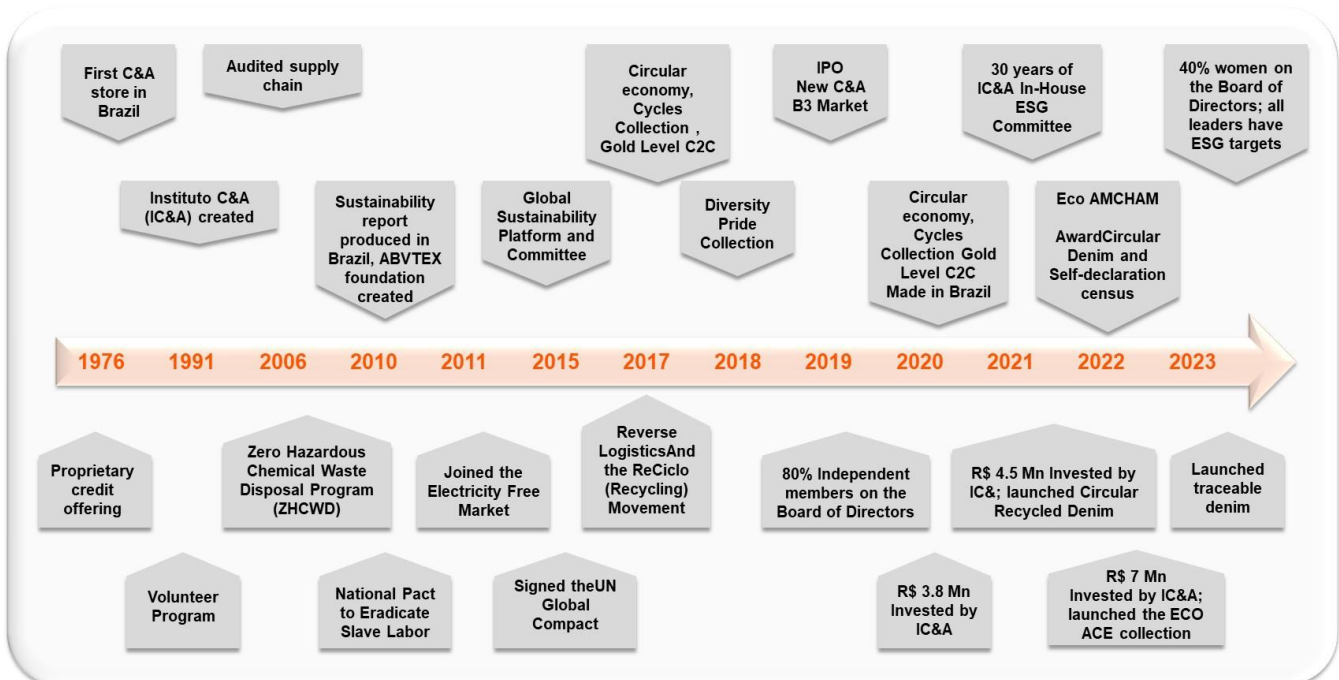 First C&A
store in
Brazil
Audited supply
chain
Circular
economy,
Cycles
Collection ,
Gold Level C2C
IPO
New C&A
B3 Market
30 years of
IC&A In-House
ESG
Committee
40% women on
the Board of
Directors; all
leaders have
ESG targets
Instituto C&A
(IC&A) created
Sustainability
report
produced in
Brazil, ABVTEX
foundation
created
Global
Sustainability
Platform and
Committee
Diversity
Pride
Collection
Circular
economy,
Cycles
Collection Gold
Level C2C
Made in Brazil
Eco AMCHAM
AwardCircular
Denim and
Self-declaration
census
1976 1991 2006 2010 2011 2015 2017 2018 2019 2020 2021 2022 2023
Proprietary
credit
offering
Zero Hazardous
Chemical Waste
Disposal Program
(ZHCWD)
Joined the
Electricity Free
Market
Reverse
LogisticsAnd
the ReCiclo
(Recycling)
Movement
80% Independent
members on the
Board of Directors
R$ 4.5 Mn Invested by
IC&; launched Circular
Recycled Denim
Launched
traceable
denim
Volunteer
Program
National Pact
to Eradicate
Slave Labor
Signed theUN
Global
Compact
R$ 3.8 Mn
Invested by
IC&A
R$ 7 Mn
Invested by IC&A;
launched the ECO
ACE collection